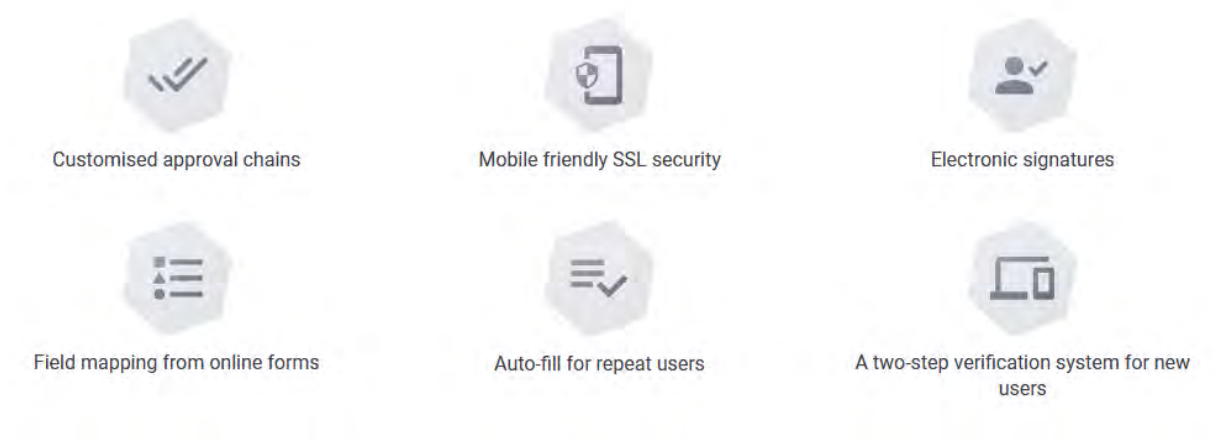 Customised approval chains
Mobile friendly SSL security
Electronic signatures
Field mapping from online forms
Auto-fill for repeat users
A two-step verification system for new
users